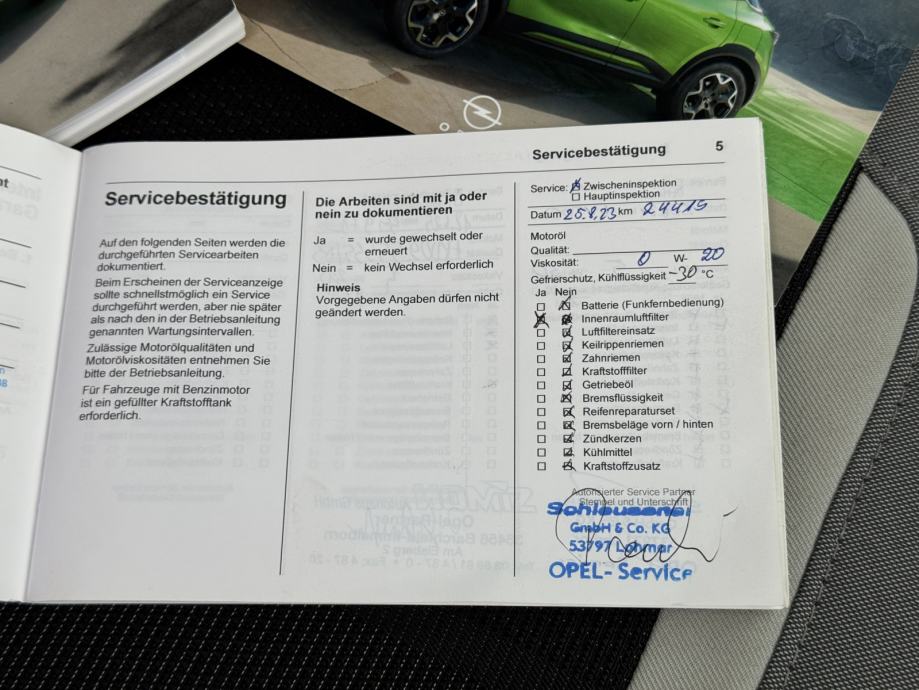 Servicebestätigung 5
Servicebestätigung
Auf den folgenden Seiten werden die
durchgeführten Servicearbeiten
dokumentiert.
Beim Erscheinen der Serviceanzeige
sollte schnellstmöglich ein Service
durchgeführt werden, aber nie später
als nach den in der Betriebsanleitung
genannten Wartungsintervallen.
Zulässige Motorölqualitäten und
Motorölviskositäten entnehmen Sie
bitte der Betriebsanleitung.
Für Fahrzeuge mit Benzinmotor
ist ein gefüllter Kraftstofftank
erforderlich.
Die Arbeiten sind mit ja oder
nein zu dokumentieren
Ja = wurde gewechselt oder
erneuert
Nein = kein Wechsel erforderlich
Hinweis
Vorgegebene Angaben dürfen nicht
geändert werden.
Service: Zwischeninspektion
Hauptinspektion
Datum 25.8.23 km 24419
Motoröl
Qualität:
Viskosität: 0 W- 20
Gefrierschutz, Kühlflüssigkeit -30 °C
Ja Nein
Batterie (Funkfernbedienung)
Innenraumluftfilter
Luftfiltereinsatz
Keilrippenriemen
Zahnriemen
Kraftstofffilter
Getriebeöl
Bremsflüssigkeit
Reifenreparaturset
Bremsbeläge vorn / hinten
Zündkerzen
Kühlmittel
Kraftstoffzusatz
Autorisierter Service Partner
Stempel und Unterschrift
GmbH & Co. KG
53797 Lohmar
OPEL- Service